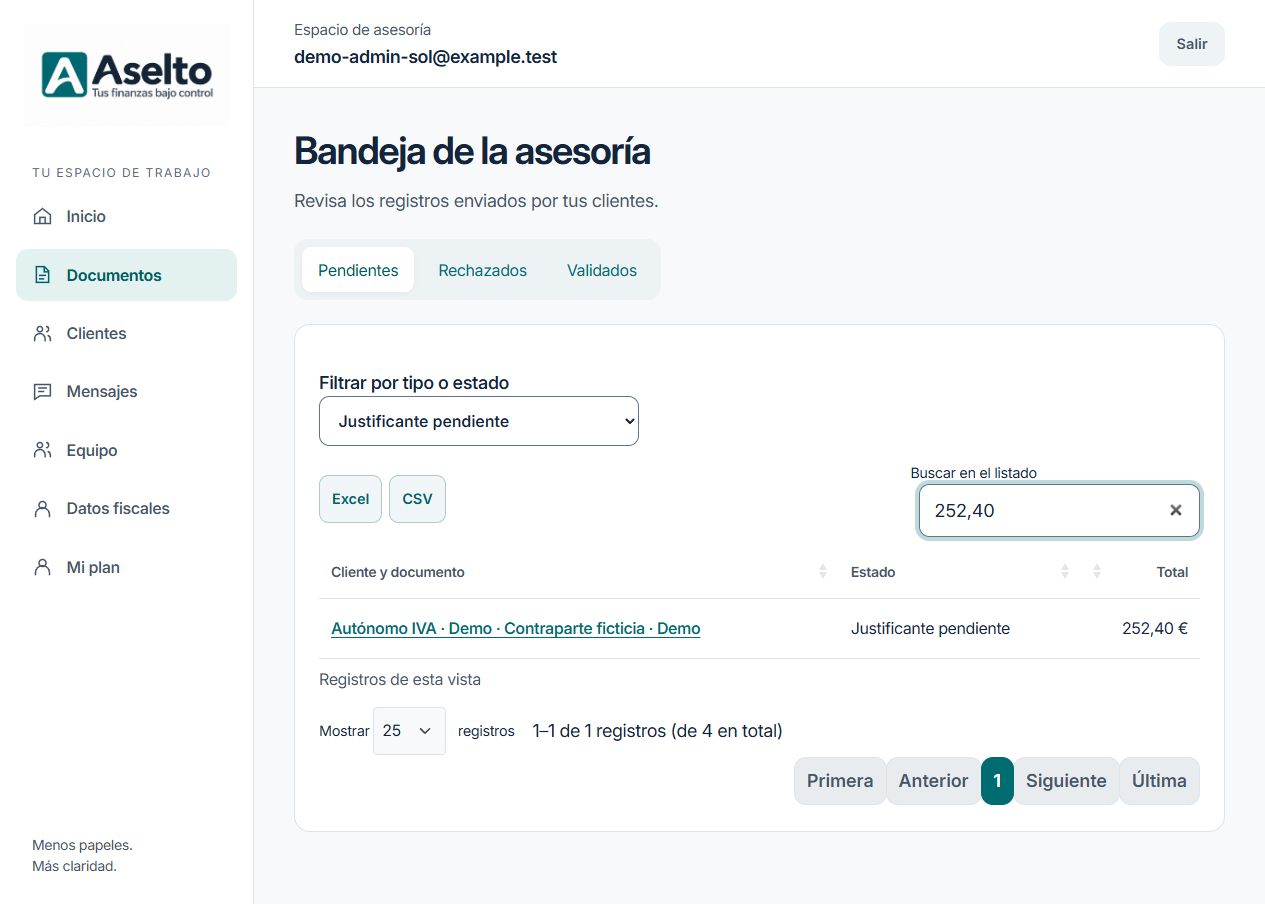 Aselto
Tus finanzas bajo control
TU ESPACIO DE TRABAJO
Inicio
Documentos
Clientes
Mensajes
Equipo
Datos fiscales
Mi plan
Menos papeles.
Más claridad.
Espacio de asesoría
demo-admin-sol@example.test
Salir
Bandeja de la asesoría
Revisa los registros enviados por tus clientes.
Pendientes Rechazados Validados
Filtrar por tipo o estado
Justificante pendiente
Excel CSV
Buscar en el listado
252,40
Cliente y documento Estado Total
Autónomo IVA · Demo · Contraparte ficticia · Demo Justificante pendiente 252,40 €
Registros de esta vista
Mostrar 25 registros 1–1 de 1 registros (de 4 en total)
Primera Anterior 1 Siguiente Última